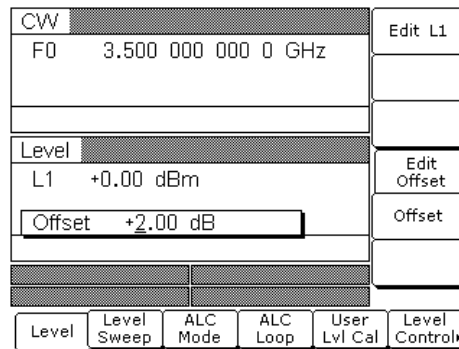 CW
F0 3.500 000 000 0 GHz
Level
L1 +0.00 dBm
Offset +2.00 dB
Edit L1
Edit
Offset
Offset
Level
Level
Sweep
ALC
Mode
ALC
Loop
User
Lvl Cal
Level
Control